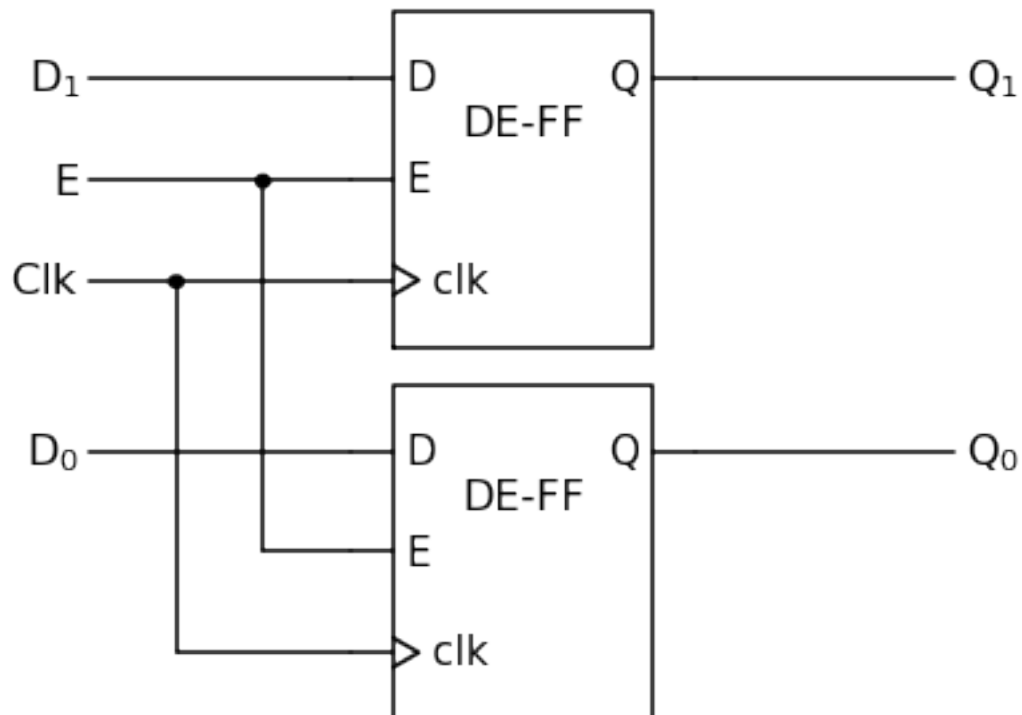 D₁ D Q Q₁
DE-FF
E E
Clk clk
D₀ D Q Q₀
DE-FF
E
clk